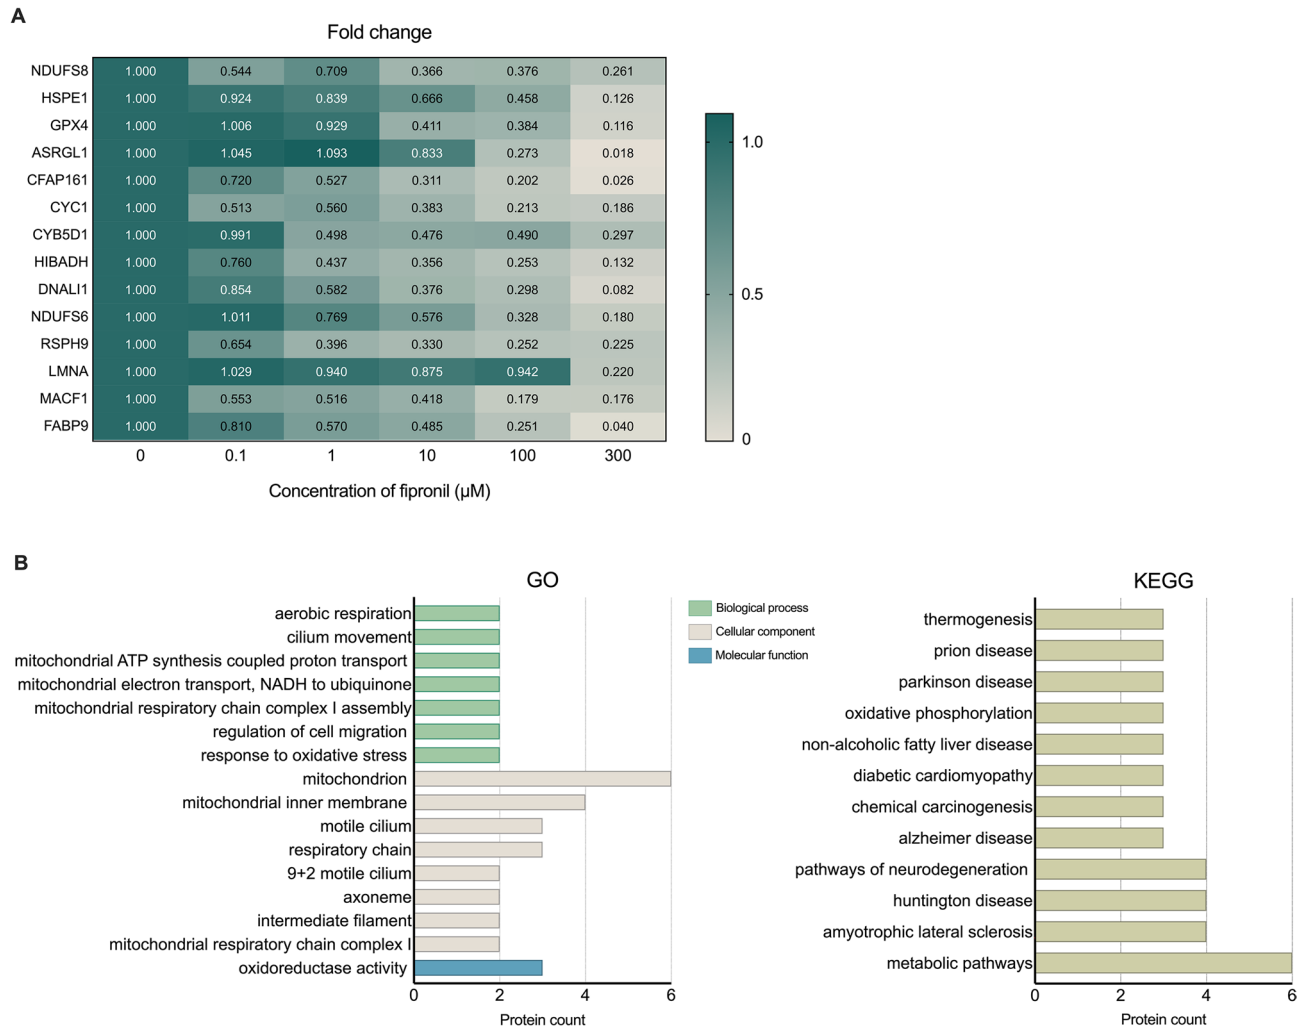 A
Fold change
NDUFS8 1.000 0.544 0.709 0.366 0.376 0.261
HSPE1 1.000 0.924 0.839 0.666 0.458 0.126
GPX4 1.000 1.006 0.929 0.411 0.384 0.116
ASRGL1 1.000 1.045 1.093 0.833 0.273 0.018
CFAP161 1.000 0.720 0.527 0.311 0.202 0.026
CYC1 1.000 0.513 0.560 0.383 0.213 0.186
CYB5D1 1.000 0.991 0.498 0.476 0.490 0.297
HIBADH 1.000 0.760 0.437 0.356 0.253 0.132
DNALI1 1.000 0.854 0.582 0.376 0.298 0.082
NDUFS6 1.000 1.011 0.769 0.576 0.328 0.180
RSPH9 1.000 0.654 0.396 0.330 0.252 0.225
LMNA 1.000 1.029 0.940 0.875 0.942 0.220
MACF1 1.000 0.553 0.516 0.418 0.179 0.176
FABP9 1.000 0.810 0.570 0.485 0.251 0.040
0 0.1 1 10 100 300
Concentration of fipronil (µM)
1.0
0.5
0
B
GO
aerobic respiration
cilium movement
mitochondrial ATP synthesis coupled proton transport
mitochondrial electron transport, NADH to ubiquinone
mitochondrial respiratory chain complex I assembly
regulation of cell migration
response to oxidative stress
mitochondrion
mitochondrial inner membrane
motile cilium
respiratory chain
9+2 motile cilium
axoneme
intermediate filament
mitochondrial respiratory chain complex I
oxidoreductase activity
0 2 4 6
Protein count
Biological process
Cellular component
Molecular function
KEGG
thermogenesis
prion disease
parkinson disease
oxidative phosphorylation
non-alcoholic fatty liver disease
diabetic cardiomyopathy
chemical carcinogenesis
alzheimer disease
pathways of neurodegeneration
huntington disease
amyotrophic lateral sclerosis
metabolic pathways
0 2 4 6
Protein count